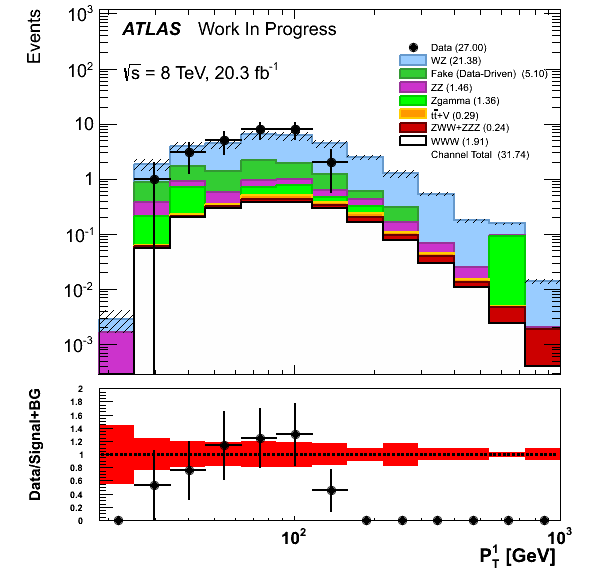 Events
10³
10²
10
1
10⁻¹
10⁻²
10⁻³
ATLAS Work In Progress
√s = 8 TeV, 20.3 fb⁻¹
Data (27.00)
WZ (21.38)
Fake (Data-Driven) (5.10)
ZZ (1.46)
Zgamma (1.36)
tt̄+V (0.29)
ZWW+ZZZ (0.24)
WWW (1.91)
Channel Total (31.74)
Data/Signal+BG
2
1.8
1.6
1.4
1.2
1
0.8
0.6
0.4
0.2
0
10²
10³
P¹T [GeV]